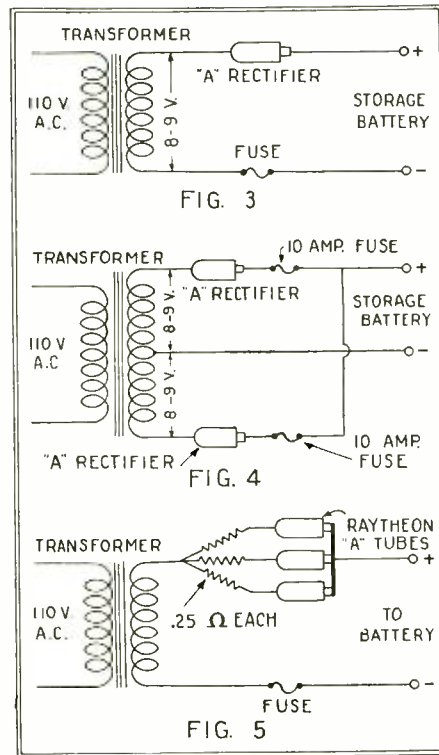 TRANSFORMER
"A" RECTIFIER
+
110 V.
A.C.
8-9 V.
STORAGE
BATTERY
FUSE
-
FIG. 3
10 AMP. FUSE
TRANSFORMER
"A" RECTIFIER
+
8-9 V.
STORAGE
BATTERY
110 V.
A.C
-
8-9 V.
"A" RECTIFIER
10 AMP.
FUSE
FIG. 4
TRANSFORMER
RAYTHEON
"A" TUBES
+
110 V.
A.C.
.25 Ω EACH
TO
BATTERY
-
FUSE
FIG. 5